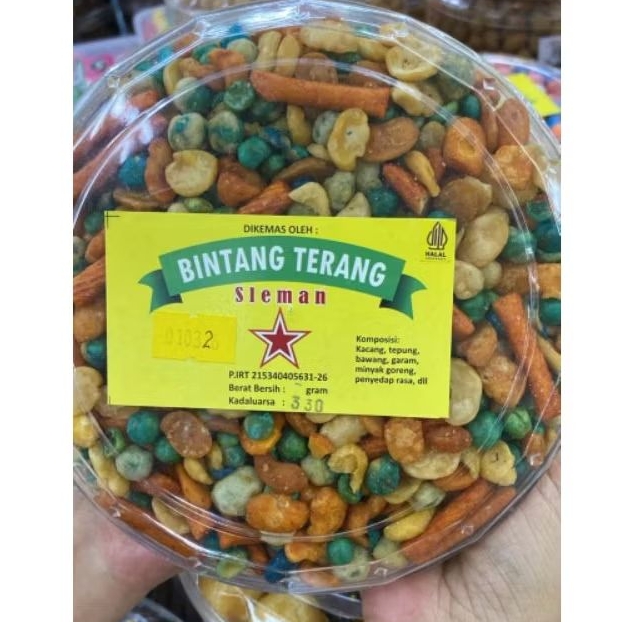 DIKEMAS OLEH :
BINTANG TERANG
Sleman
HALAL
P.IRT 215340405631-26
Berat Bersih : gram
Kadaluarsa :
330
Komposisi:
Kacang, tepung,
bawang, garam,
minyak goreng,
penyedap rasa, dll